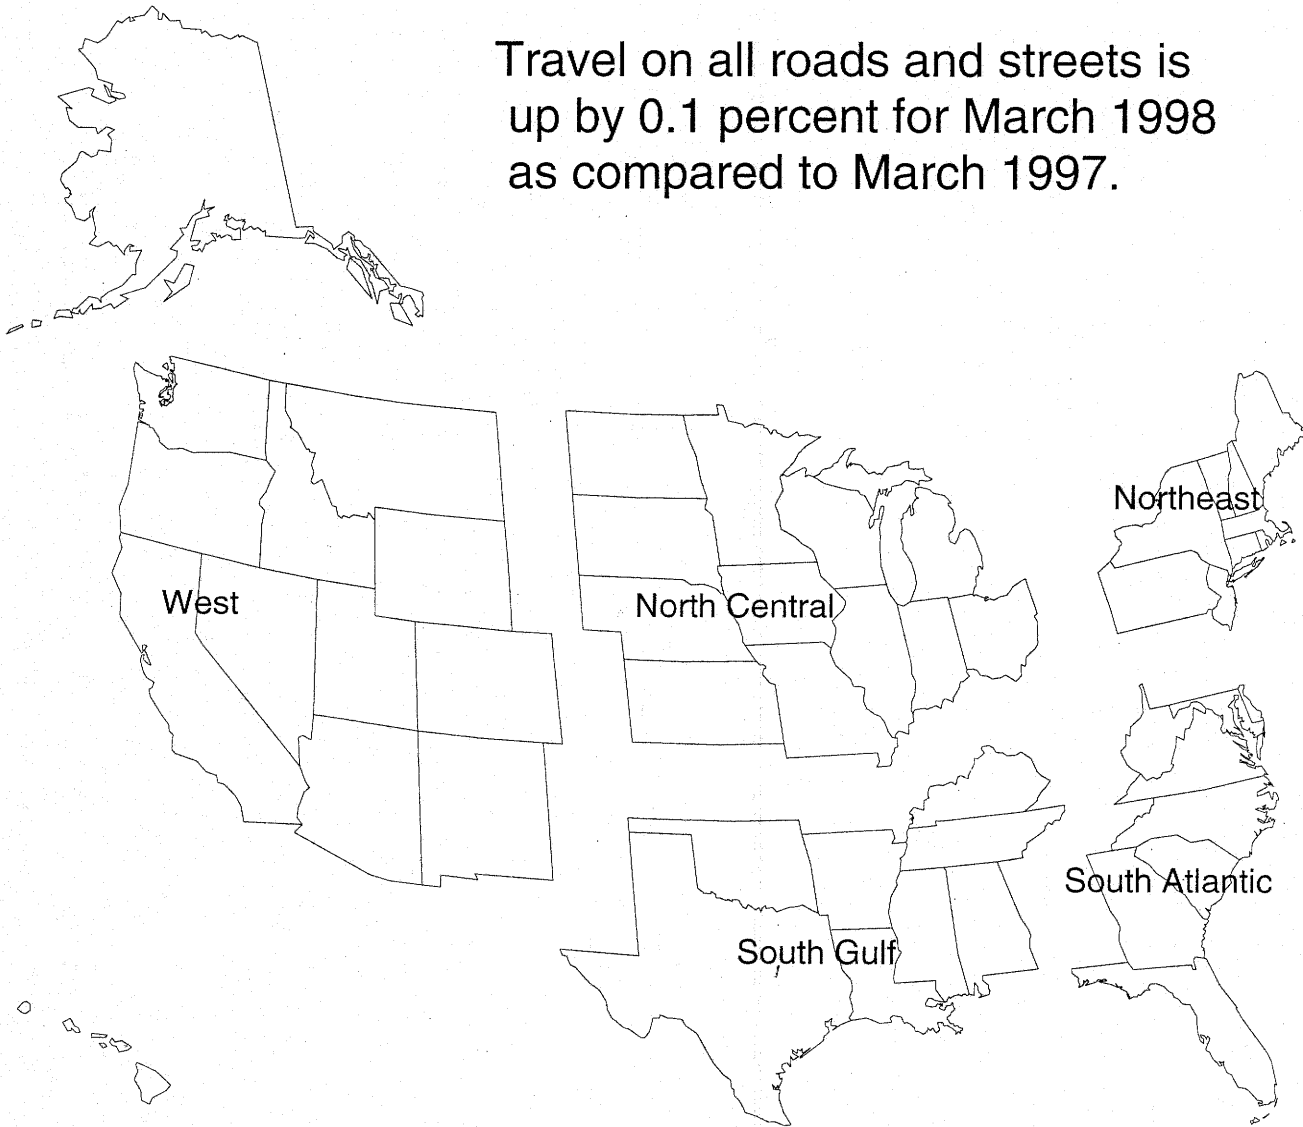 Travel on all roads and streets is
up by 0.1 percent for March 1998
as compared to March 1997.
Northeast
West
North Central
South Atlantic
South Gulf